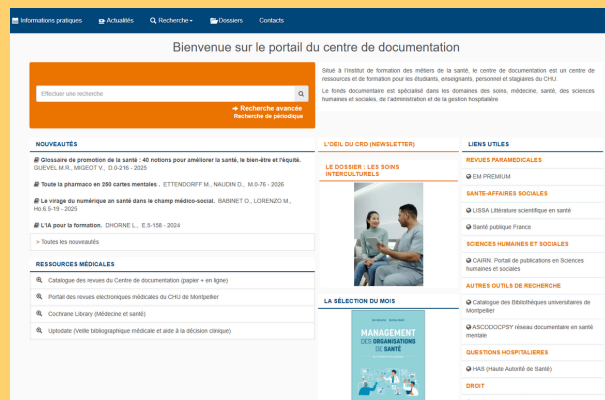 Informations pratiques
Actualités
Recherche
Dossiers
Contacts
Bienvenue sur le portail du centre de documentation
Effectuer une recherche
Recherche avancée
Recherche de périodique
Situé à l'Institut de formation des métiers de la santé, le centre de documentation est un centre de
ressources et de formation pour les étudiants, enseignants, personnel et stagiaires du CHU.
Le fonds documentaire est spécialisé dans les domaines des soins, médecine, santé, des sciences
humaines et sociales, de l'administration et de la gestion hospitalière
NOUVEAUTÉS
Glossaire de promotion de la santé : 40 notions pour améliorer la santé, le bien-être et l'équité.
GUEVEL M.R., MIGEOT V., D.0-216 - 2025
Toute la pharmaco en 250 cartes mentales . ETTENDORFF M., NAUDIN D., M.0-76 - 2026
Le virage du numérique an santé dans le champ médico-social. BABINET O., LORENZO M.,
Ho.6.5-19 - 2025
L'IA pour la formation. DHORNE L., E.5-158 - 2024
> Toutes les nouveautés
RESSOURCES MÉDICALES
Catalogue des revues du Centre de documentation (papier + en ligne)
Portail des revues électroniques médicales du CHU de Montpellier
Cochrane Library (Médecine et santé)
Uptodate (Veille bibliographique médicale et aide à la décision clinique)
L'OEIL DU CRD (NEWSLETTER)
LE DOSSIER : LES SOINS
INTERCULTURELS
LA SÉLECTION DU MOIS
MANAGEMENT
DES ORGANISATIONS
DE SANTÉ
LIENS UTILES
REVUES PARAMEDICALES
EM PREMIUM
SANTE-AFFAIRES SOCIALES
LISSA Littérature scientifique en santé
Santé publique France
SCIENCES HUMAINES ET SOCIALES
CAIRN. Portail de publications en Sciences
humaines et sociales
AUTRES OUTILS DE RECHERCHE
Catalogue des Bibliothèques universitaires de
Montpellier
ASCODOCPSY réseau documentaire en santé
mentale
QUESTIONS HOSPITALIERES
HAS (Haute Autorité de Santé)
DROIT